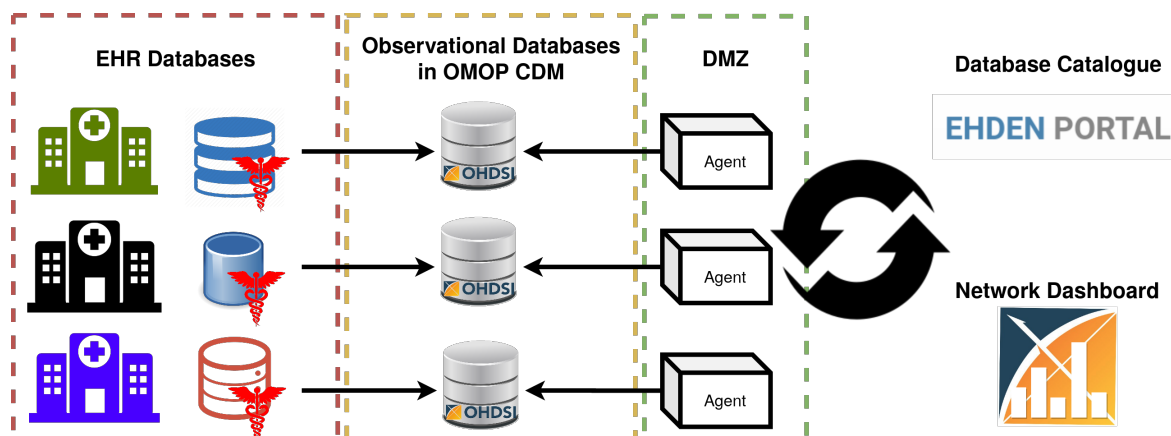 EHR Databases
Observational Databases
in OMOP CDM
DMZ
Database Catalogue
EHDEN PORTAL
OHDSI
Agent
OHDSI
Agent
Network Dashboard
OHDSI
Agent